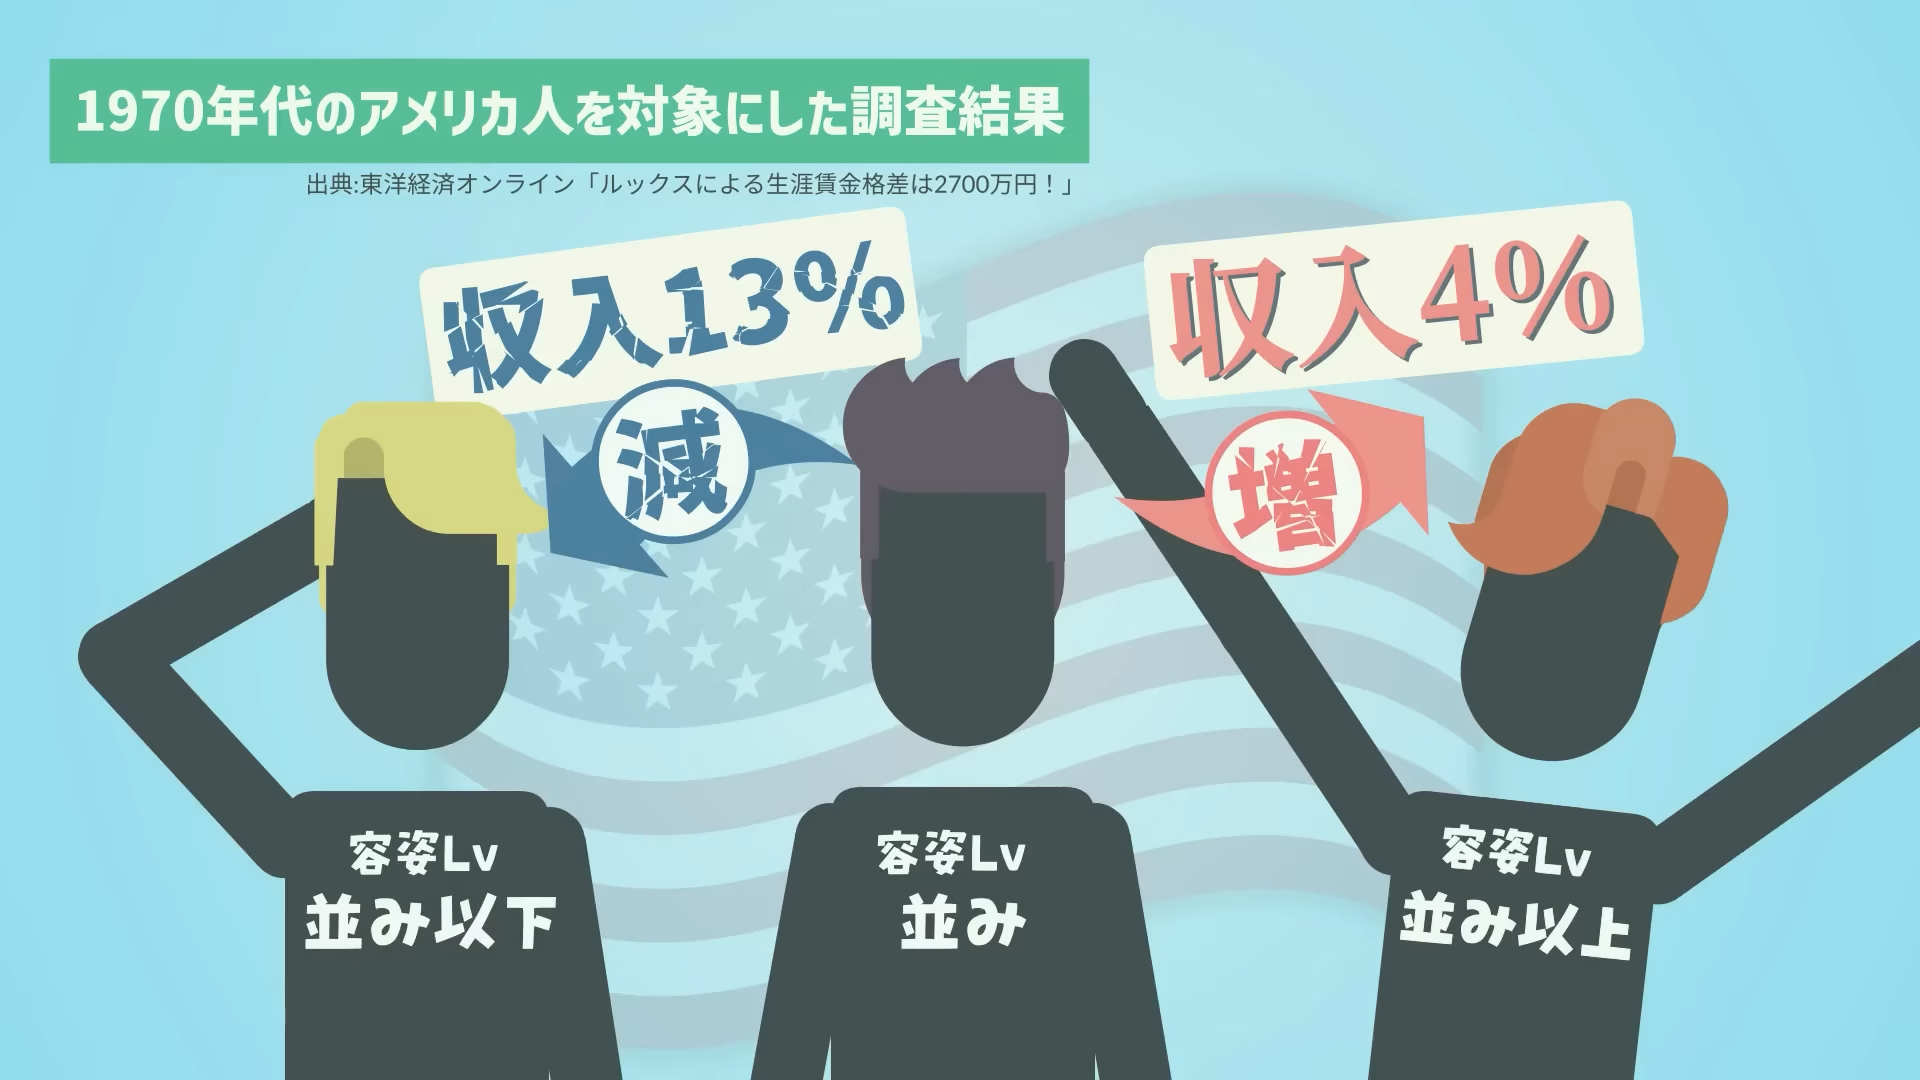 1970年代のアメリカ人を対象にした調査結果
出典:東洋経済オンライン「ルックスによる生涯賃金格差は2700万円！」
収入13%
減
収入4%
増
容姿Lv
並み以下
容姿Lv
並み
容姿Lv
並み以上